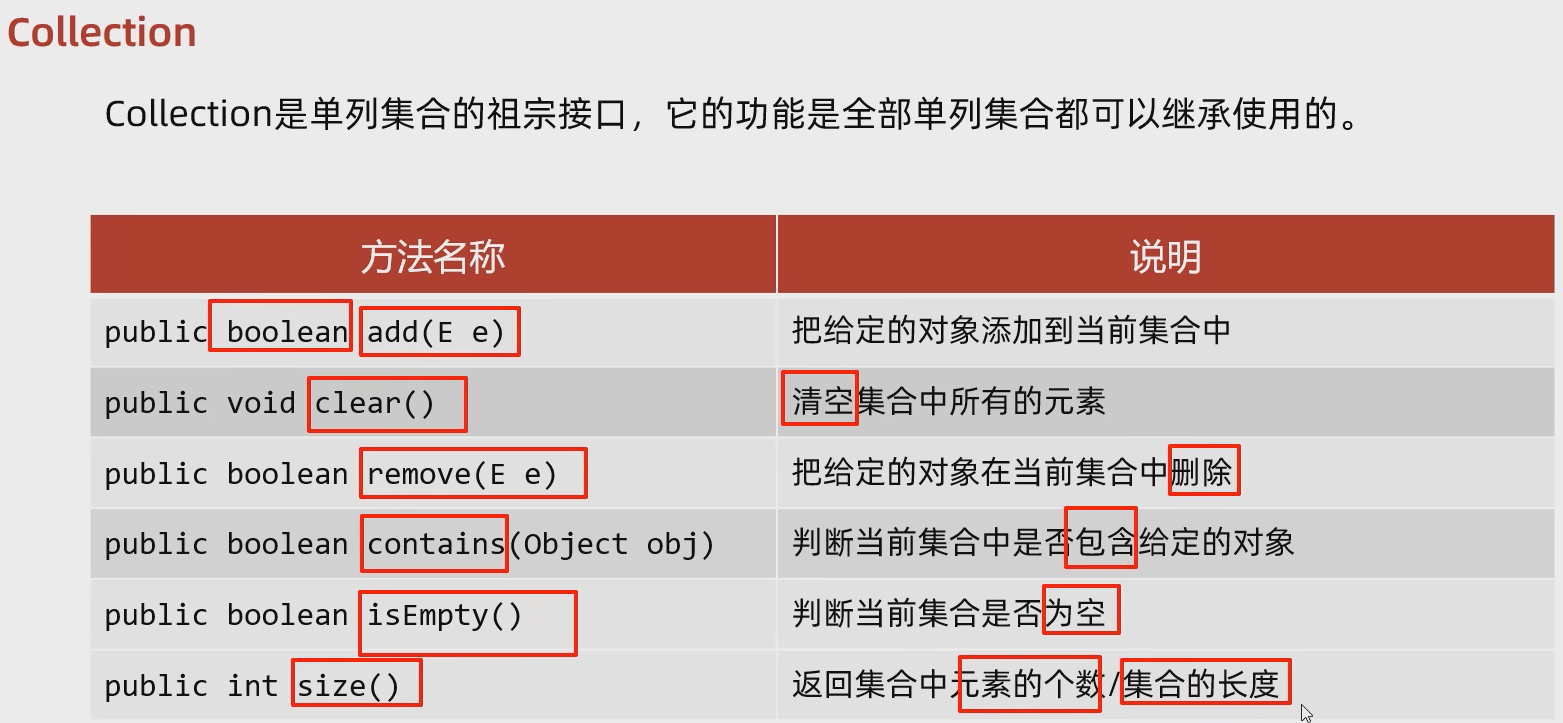 Collection
Collection是单列集合的祖宗接口，它的功能是全部单列集合都可以继承使用的。
方法名称 说明
public boolean add(E e) 把给定的对象添加到当前集合中
public void clear() 清空集合中所有的元素
public boolean remove(E e) 把给定的对象在当前集合中删除
public boolean contains(Object obj) 判断当前集合中是否包含给定的对象
public boolean isEmpty() 判断当前集合是否为空
public int size() 返回集合中元素的个数/集合的长度